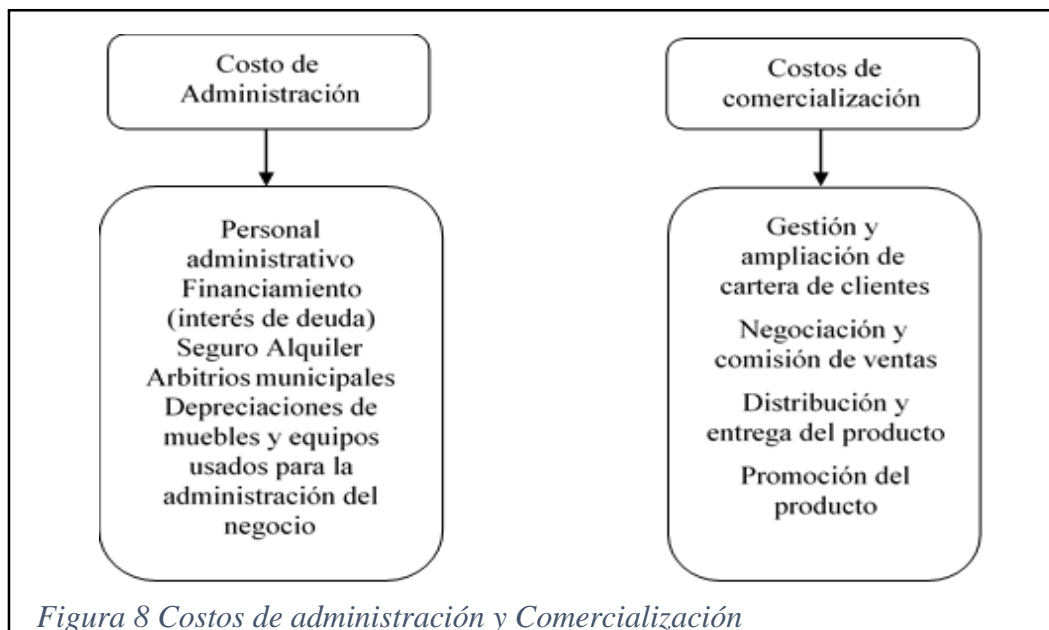 Costo de
Administración
Personal
administrativo
Financiamiento
(interés de deuda)
Seguro Alquiler
Arbitrios municipales
Depreciaciones de
muebles y equipos
usados para la
administración del
negocio
Costos de
comercialización
Gestión y
ampliación de
cartera de clientes
Negociación y
comisión de ventas
Distribución y
entrega del producto
Promoción del
producto
Figura 8 Costos de administración y Comercialización